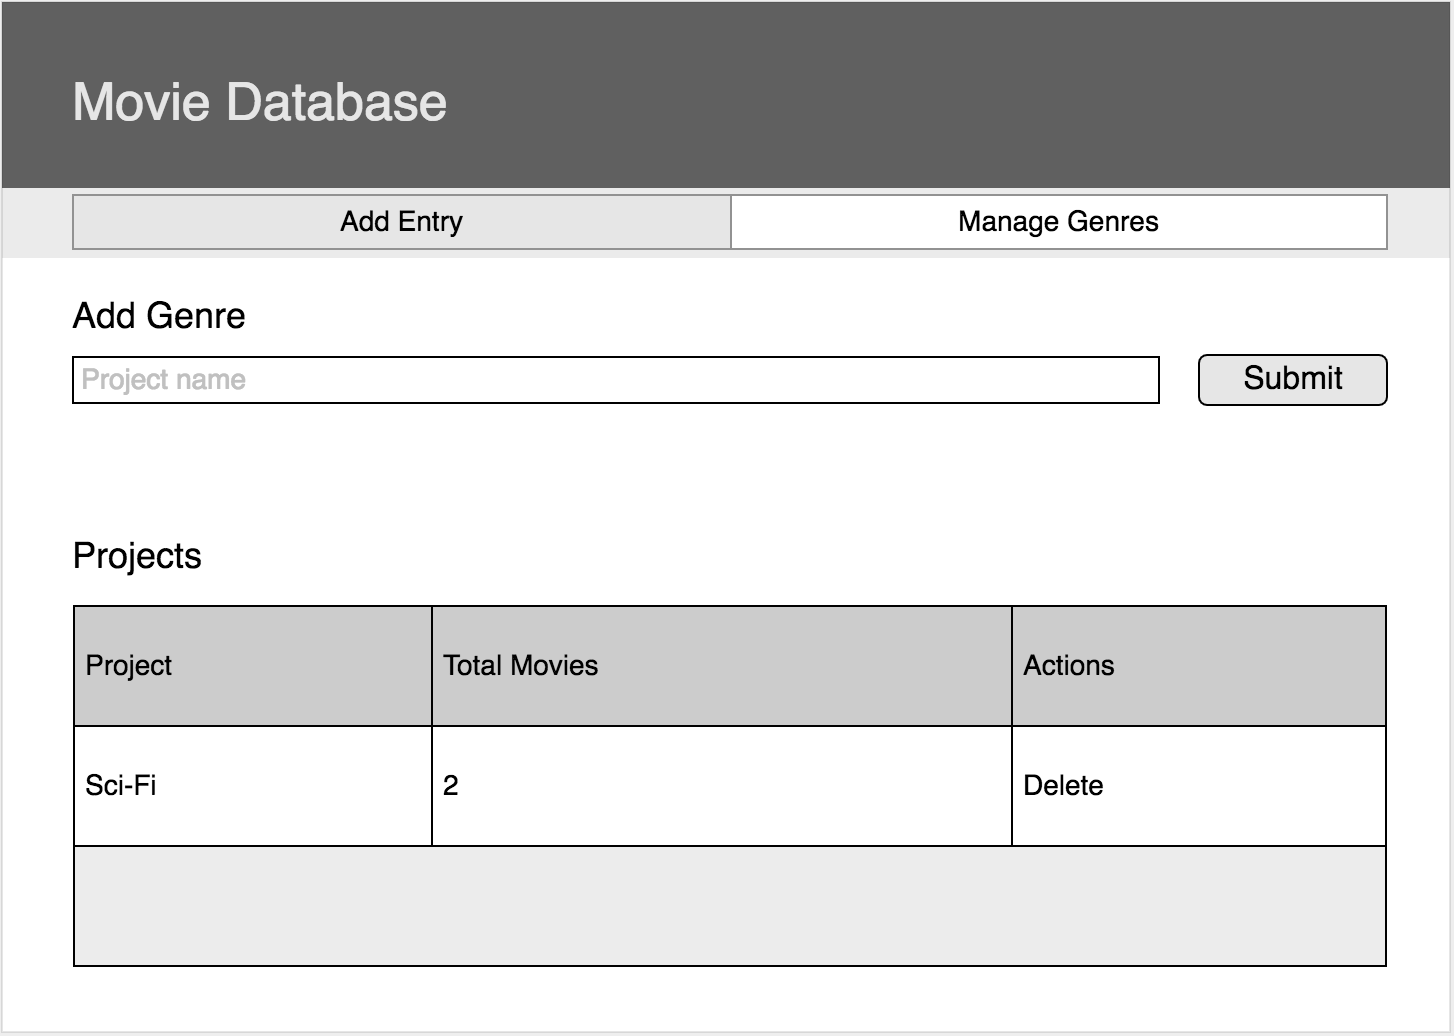 Movie Database
Add Entry Manage Genres
Add Genre
Project name Submit
Projects
Project Total Movies Actions
Sci-Fi 2 Delete